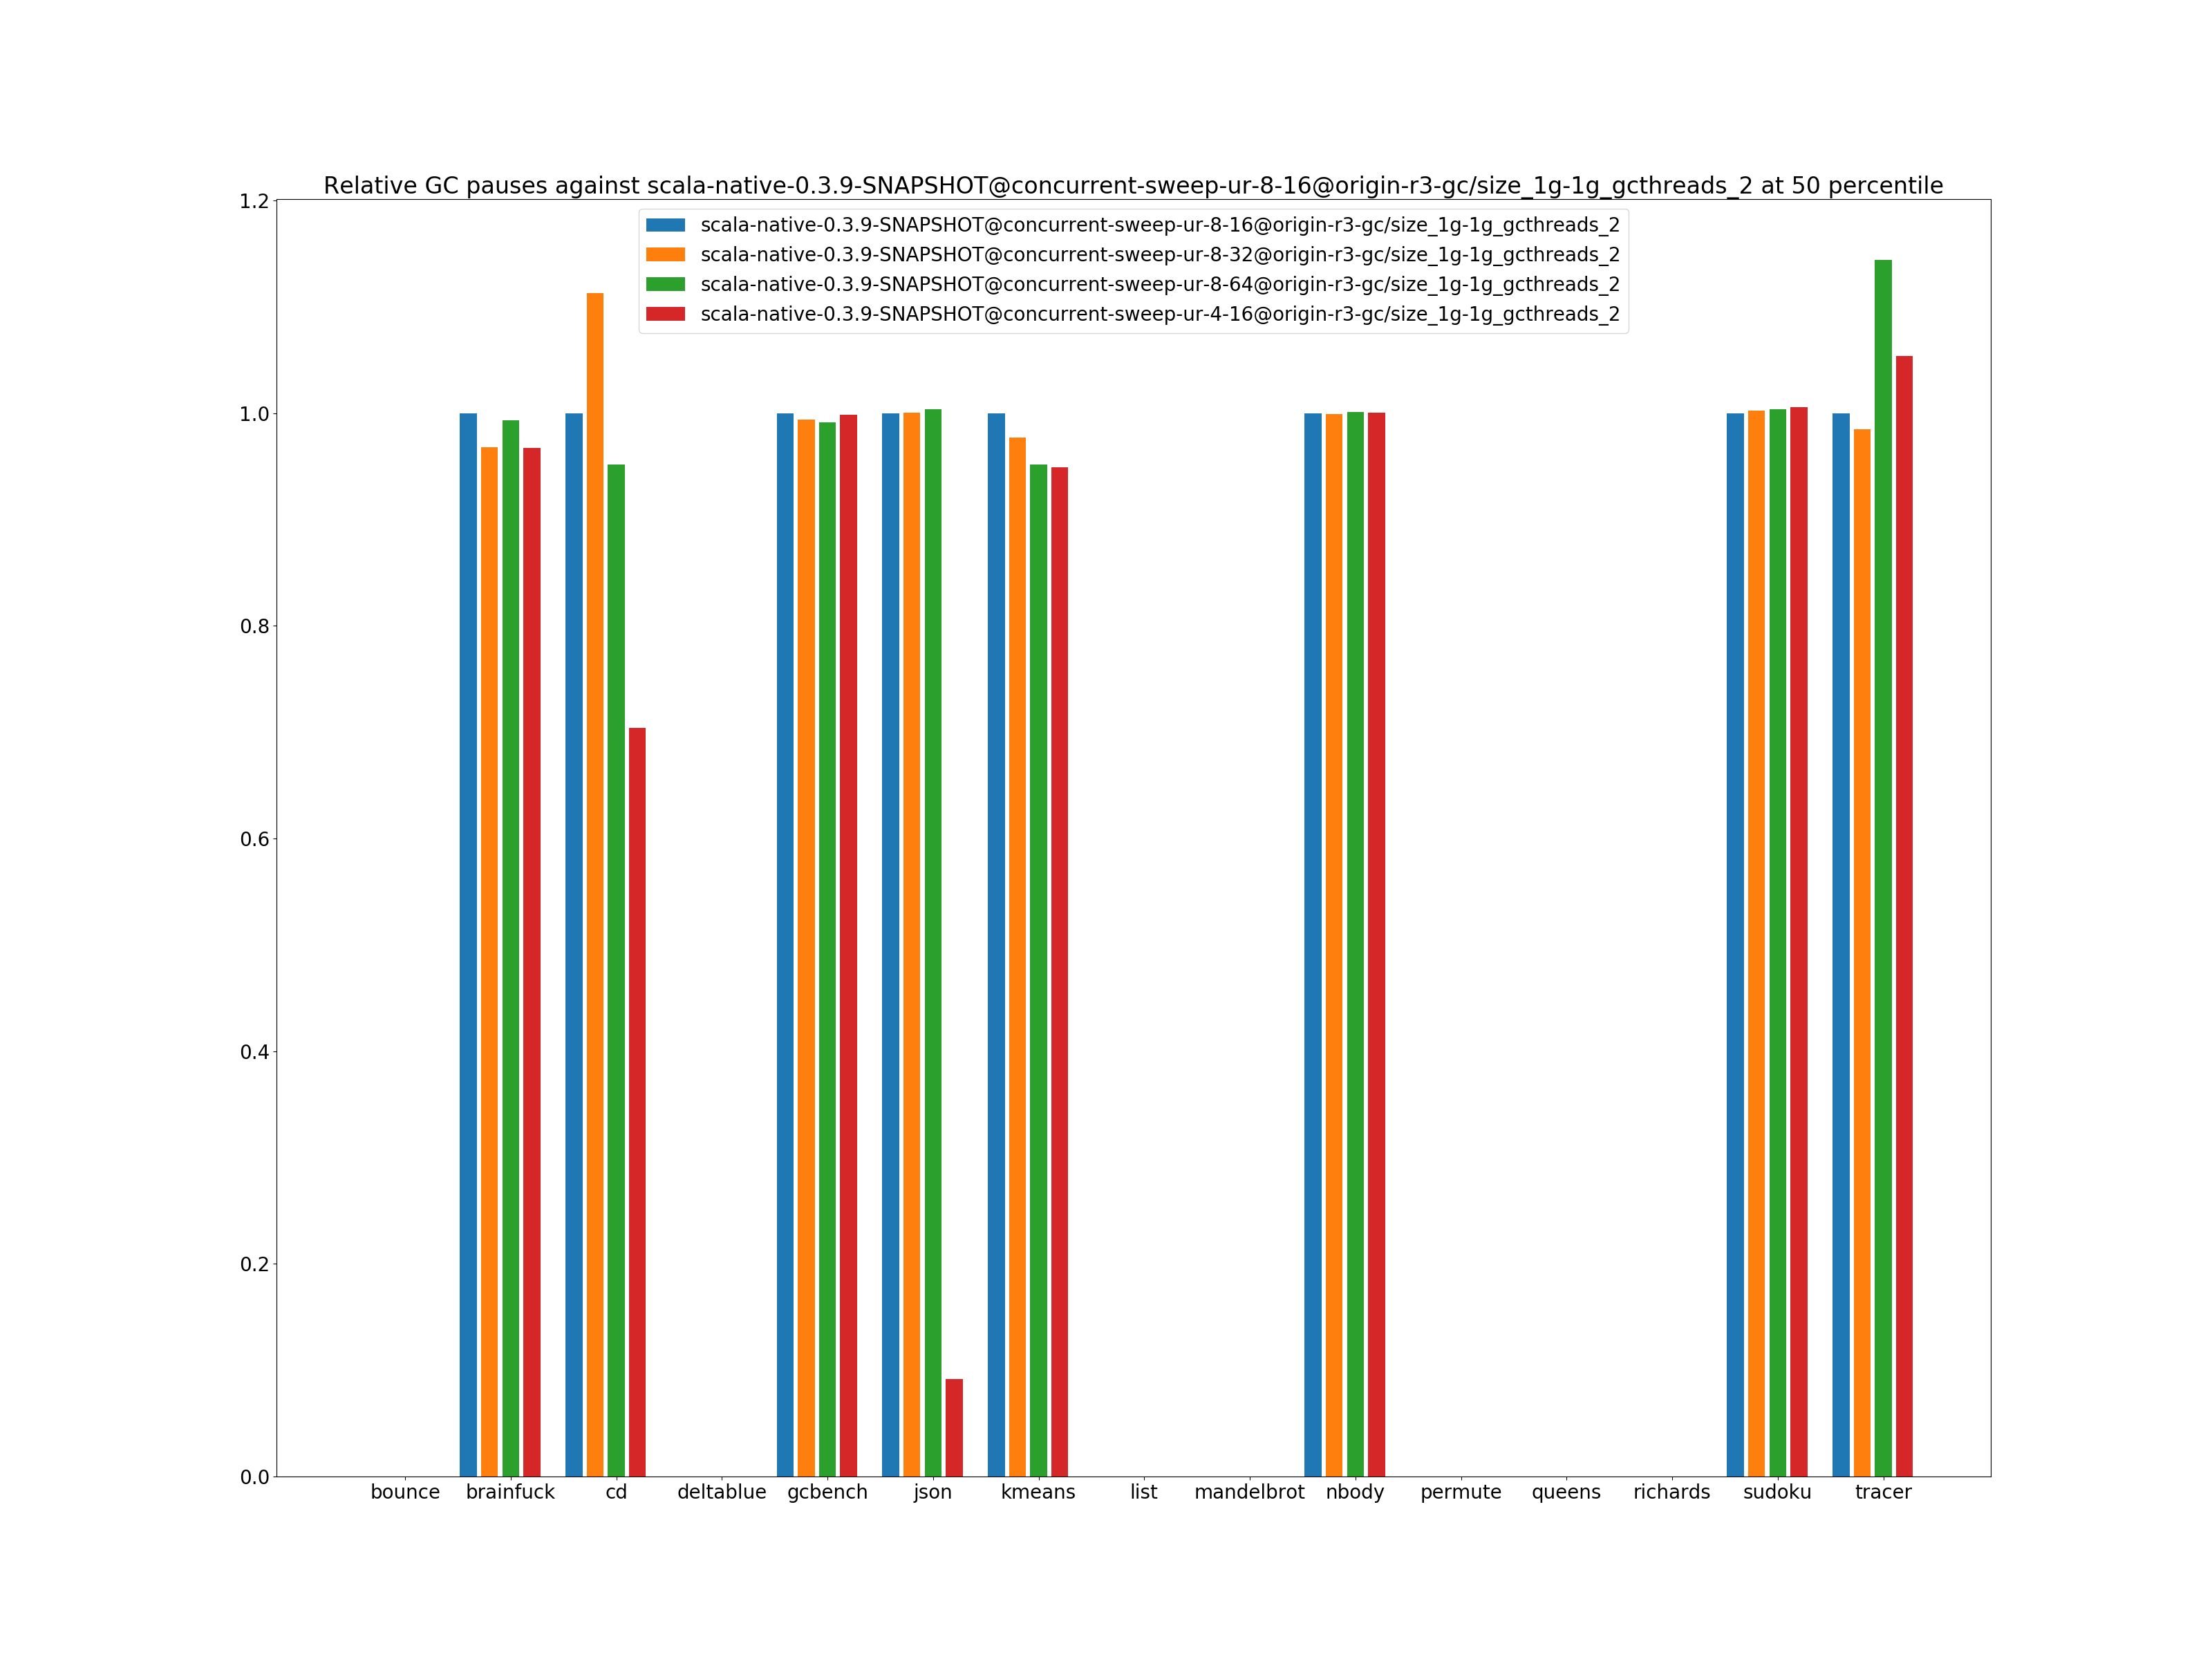 Relative GC pauses against scala-native-0.3.9-SNAPSHOT@concurrent-sweep-ur-8-16@origin-r3-gc/size_1g-1g_gcthreads_2 at 50 percentile
scala-native-0.3.9-SNAPSHOT@concurrent-sweep-ur-8-16@origin-r3-gc/size_1g-1g_gcthreads_2
scala-native-0.3.9-SNAPSHOT@concurrent-sweep-ur-8-32@origin-r3-gc/size_1g-1g_gcthreads_2
scala-native-0.3.9-SNAPSHOT@concurrent-sweep-ur-8-64@origin-r3-gc/size_1g-1g_gcthreads_2
scala-native-0.3.9-SNAPSHOT@concurrent-sweep-ur-4-16@origin-r3-gc/size_1g-1g_gcthreads_2
1.2
1.0
0.8
0.6
0.4
0.2
0.0
bounce brainfuck cd deltablue gcbench json kmeans list mandelbrot nbody permute queens richards sudoku tracer